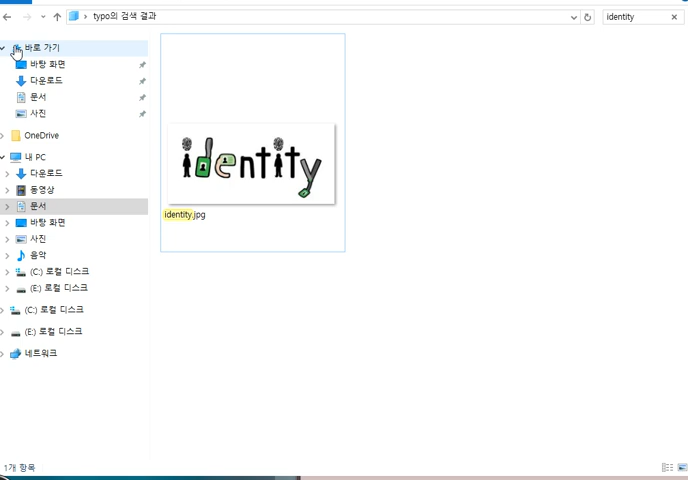 typo의 검색 결과
identity
바로 가기
바탕 화면
다운로드
문서
사진
OneDrive
내 PC
다운로드
동영상
문서
바탕 화면
사진
음악
(C:) 로컬 디스크
(E:) 로컬 디스크
(C:) 로컬 디스크
(E:) 로컬 디스크
네트워크
identity
identity.jpg
1개 항목